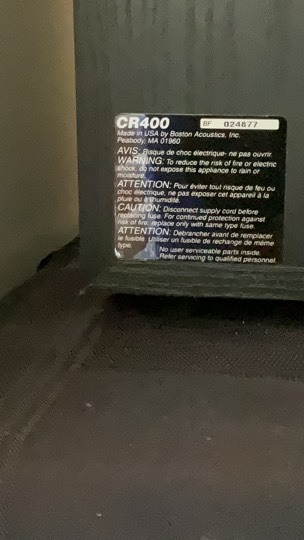 CR400 BF 024877
Made in USA by Boston Acoustics, Inc.
Peabody, MA 01960
AVIS: Risque de choc électrique- ne pas ouvrir.
WARNING: To reduce the risk of fire or electric
shock, do not expose this appliance to rain or
moisture.
ATTENTION: Pour éviter tout risque de feu ou
choc électrique, ne pas exposer cet appareil à la
pluie ou à l'humidité.
CAUTION: Disconnect supply cord before
replacing fuse. For continued protection against
risk of fire, replace only with same type fuse.
ATTENTION: Debrancher avant de remplacer
le fusible. Utiliser un fusible de rechange de même
type.
No user serviceable parts inside.
Refer servicing to qualified personnel.